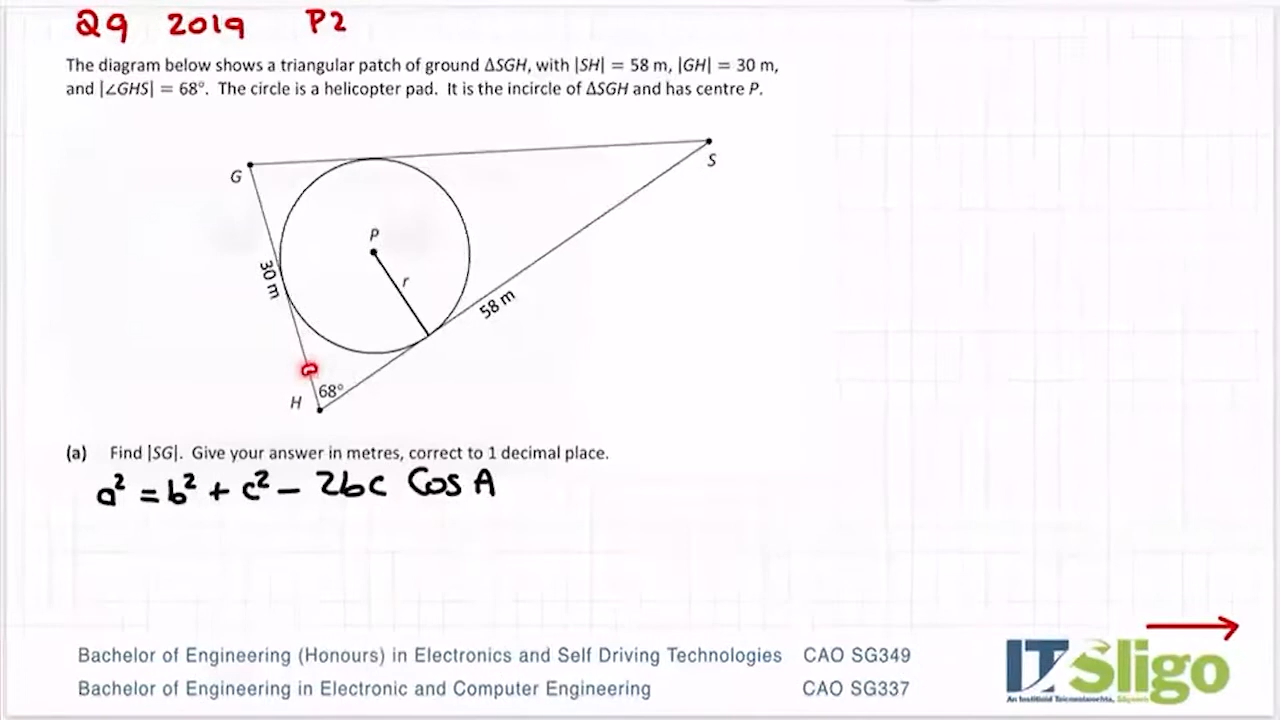 Q9 2019 P2
The diagram below shows a triangular patch of ground ΔSGH, with |SH| = 58 m, |GH| = 30 m,
and |∠GHS| = 68°. The circle is a helicopter pad. It is the incircle of ΔSGH and has centre P.
G
S
P
r
30 m
58 m
68°
H
(a) Find |SG|. Give your answer in metres, correct to 1 decimal place.
a² = b² + c² − 2bc Cos A
Bachelor of Engineering (Honours) in Electronics and Self Driving Technologies CAO SG349
Bachelor of Engineering in Electronic and Computer Engineering CAO SG337
IT Sligo
An Institiúid Teicneolaíochta, Sligeach